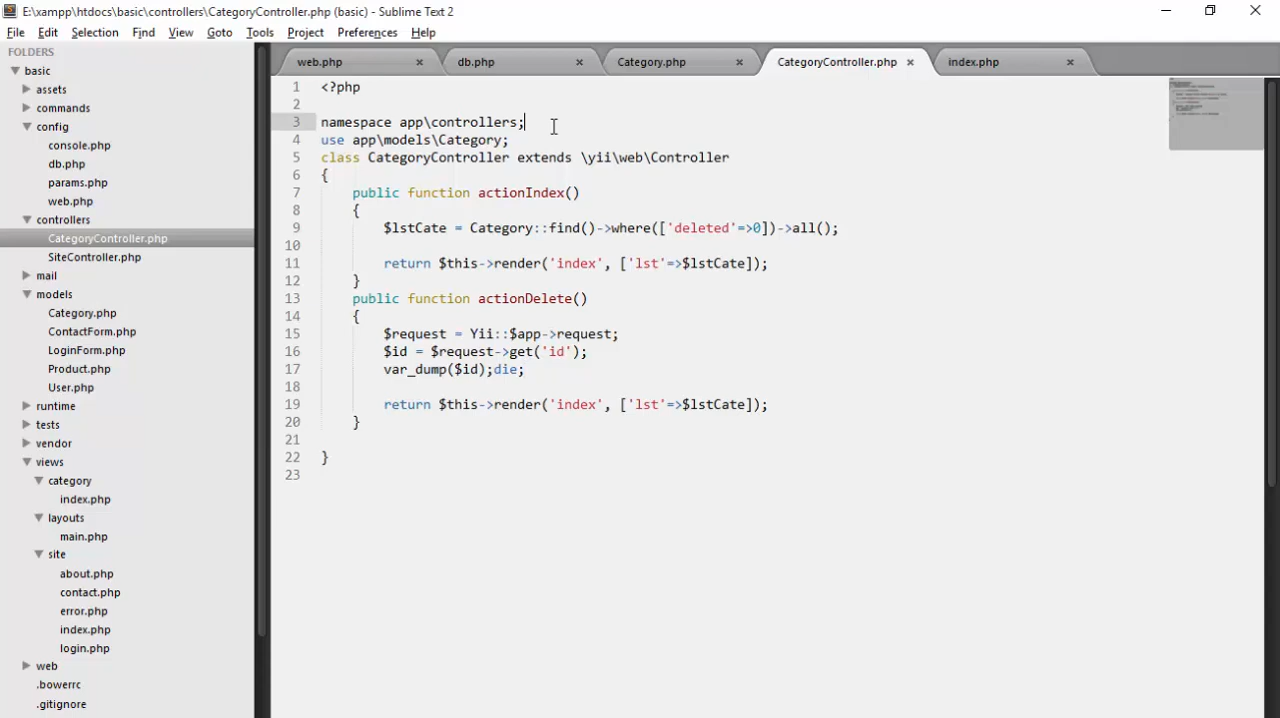 E:\xampp\htdocs\basic\controllers\CategoryController.php (basic) - Sublime Text 2
File Edit Selection Find View Goto Tools Project Preferences Help
FOLDERS
basic
assets
commands
config
console.php
db.php
params.php
web.php
controllers
CategoryController.php
SiteController.php
mail
models
Category.php
ContactForm.php
LoginForm.php
Product.php
User.php
runtime
tests
vendor
views
category
index.php
layouts
main.php
site
about.php
contact.php
error.php
index.php
login.php
web
.bowerrc
.gitignore
web.php × db.php × Category.php × CategoryController.php × index.php ×
1 <?php
2
3 namespace app\controllers;
4 use app\models\Category;
5 class CategoryController extends \yii\web\Controller
6 {
7 public function actionIndex()
8 {
9 $lstCate = Category::find()->where(['deleted'=>0])->all();
10
11 return $this->render('index', ['lst'=>$lstCate]);
12 }
13 public function actionDelete()
14 {
15 $request = Yii::$app->request;
16 $id = $request->get('id');
17 var_dump($id);die;
18
19 return $this->render('index', ['lst'=>$lstCate]);
20 }
21
22 }
23